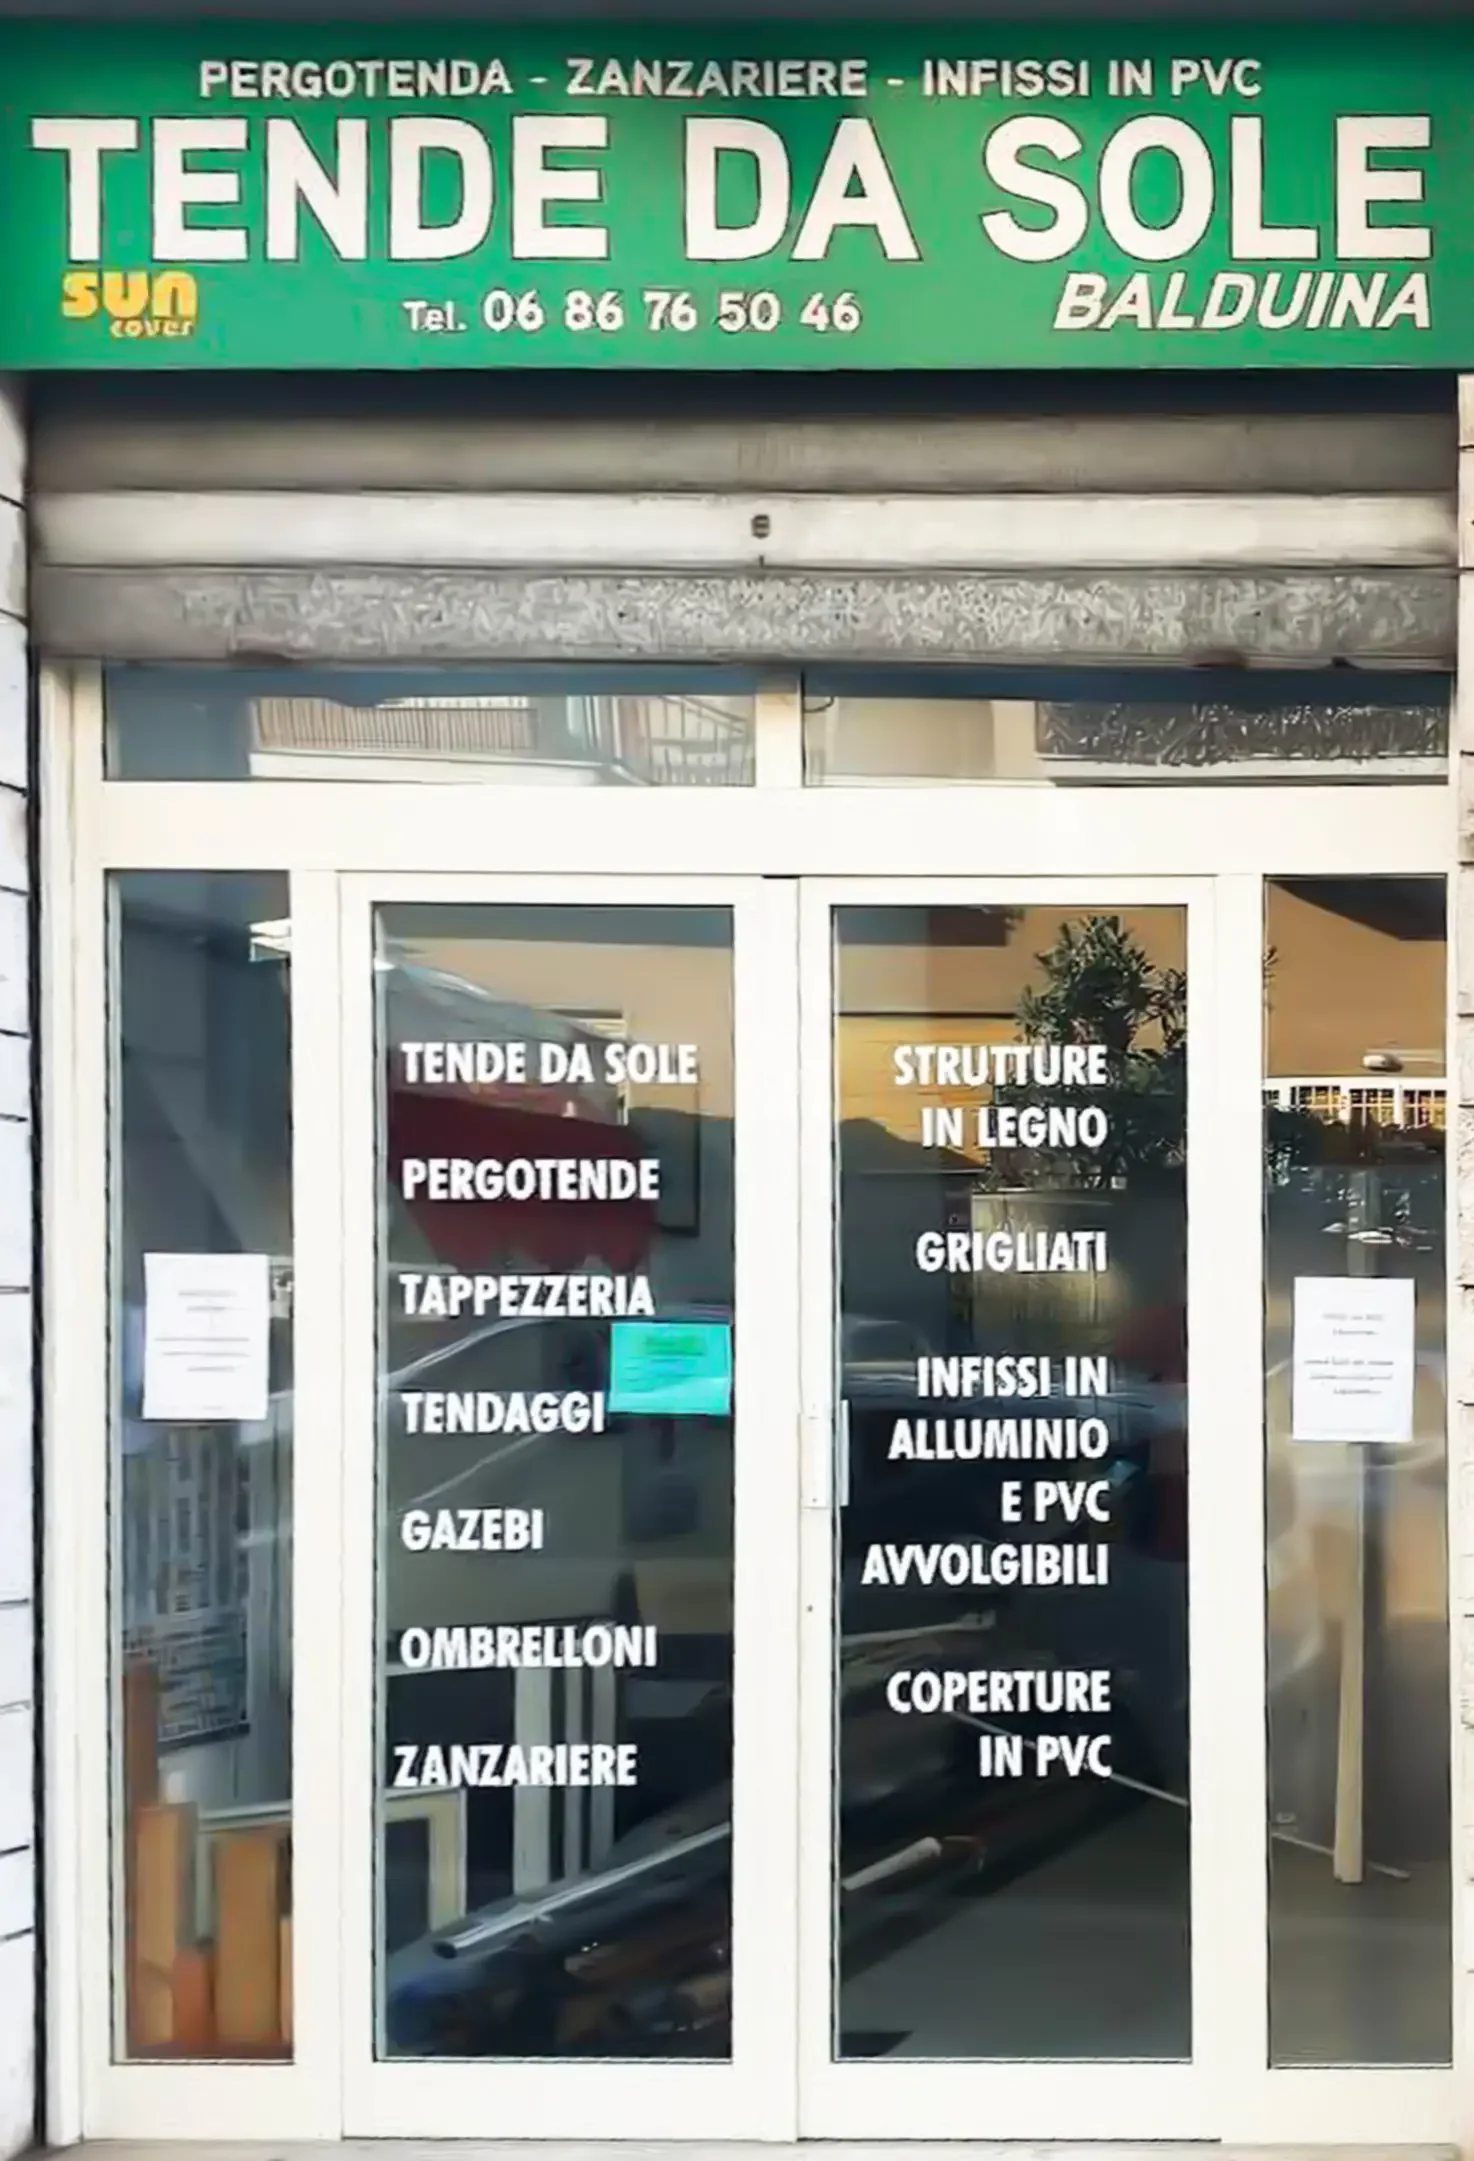 PERGOTENDA - ZANZARIERE - INFISSI IN PVC
TENDE DA SOLE
BALDUINA
sun
cover
Tel. 06 86 76 50 46
TENDE DA SOLE
PERGOTENDE
TAPPEZZERIA
TENDAGGI
GAZEBI
OMBRELLONI
ZANZARIERE
STRUTTURE
IN LEGNO
GRIGLIATI
INFISSI IN
ALLUMINIO
E PVC
AVVOLGIBILI
COPERTURE
IN PVC